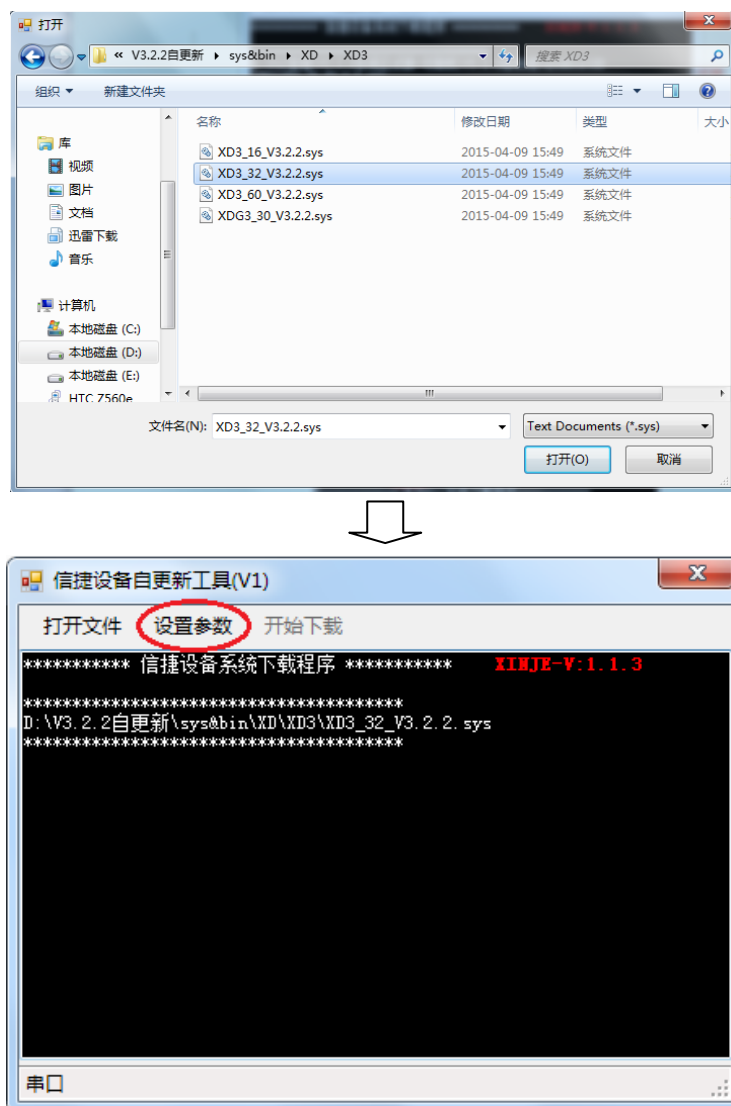 打开
« V3.2.2自更新 ▸ sys&bin ▸ XD ▸ XD3
搜索 XD3
组织 新建文件夹
名称 修改日期 类型 大小
库
视频
图片
文档
迅雷下载
音乐
计算机
本地磁盘 (C:)
本地磁盘 (D:)
本地磁盘 (E:)
HTC Z560e
XD3_16_V3.2.2.sys 2015-04-09 15:49 系统文件
XD3_32_V3.2.2.sys 2015-04-09 15:49 系统文件
XD3_60_V3.2.2.sys 2015-04-09 15:49 系统文件
XDG3_30_V3.2.2.sys 2015-04-09 15:49 系统文件
文件名(N): XD3_32_V3.2.2.sys Text Documents (*.sys)
打开(O) 取消
信捷设备自更新工具(V1)
打开文件 设置参数 开始下载
*********** 信捷设备系统下载程序 *********** XINJE-V:1.1.3
***************************************
D:\V3.2.2自更新\sys&bin\XD\XD3\XD3_32_V3.2.2.sys
***************************************
串口